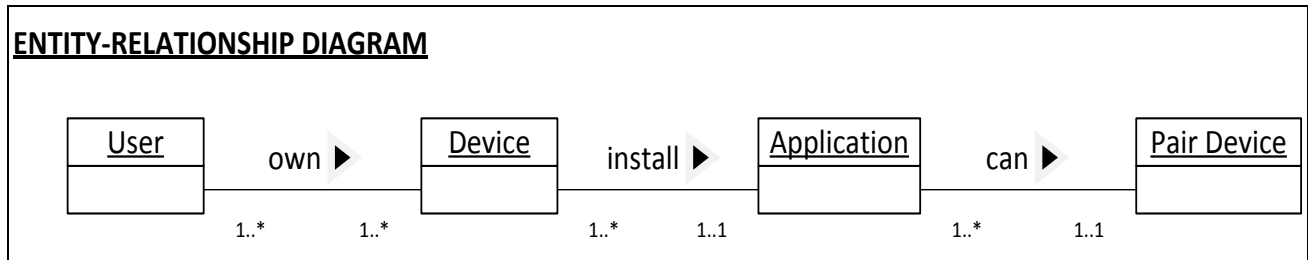 ENTITY-RELATIONSHIP DIAGRAM
User own Device install Application can Pair Device
1..* 1..* 1..* 1..1 1..* 1..1